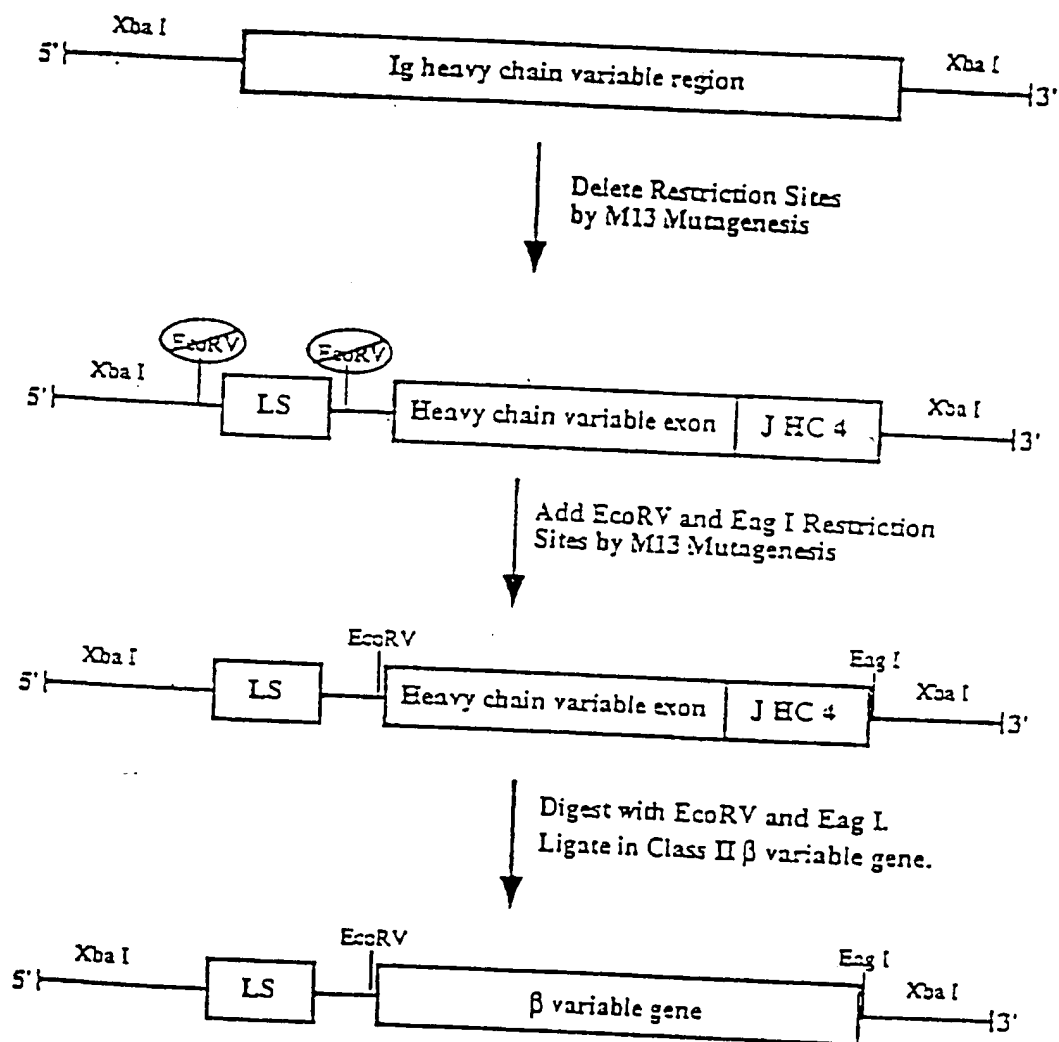 Xba I
5'
Ig heavy chain variable region
Xba I
3'
Delete Restriction Sites
by M13 Mutagenesis
EcoRV
EcoRV
Xba I
5'
LS
Heavy chain variable exon
J HC 4
Xba I
3'
Add EcoRV and Eag I Restriction
Sites by M13 Mutagenesis
EcoRV
Eag I
Xba I
5'
LS
Heavy chain variable exon
J HC 4
Xba I
3'
Digest with EcoRV and Eag I.
Ligate in Class II β variable gene.
EcoRV
Eag I
Xba I
5'
LS
β variable gene
Xba I
3'